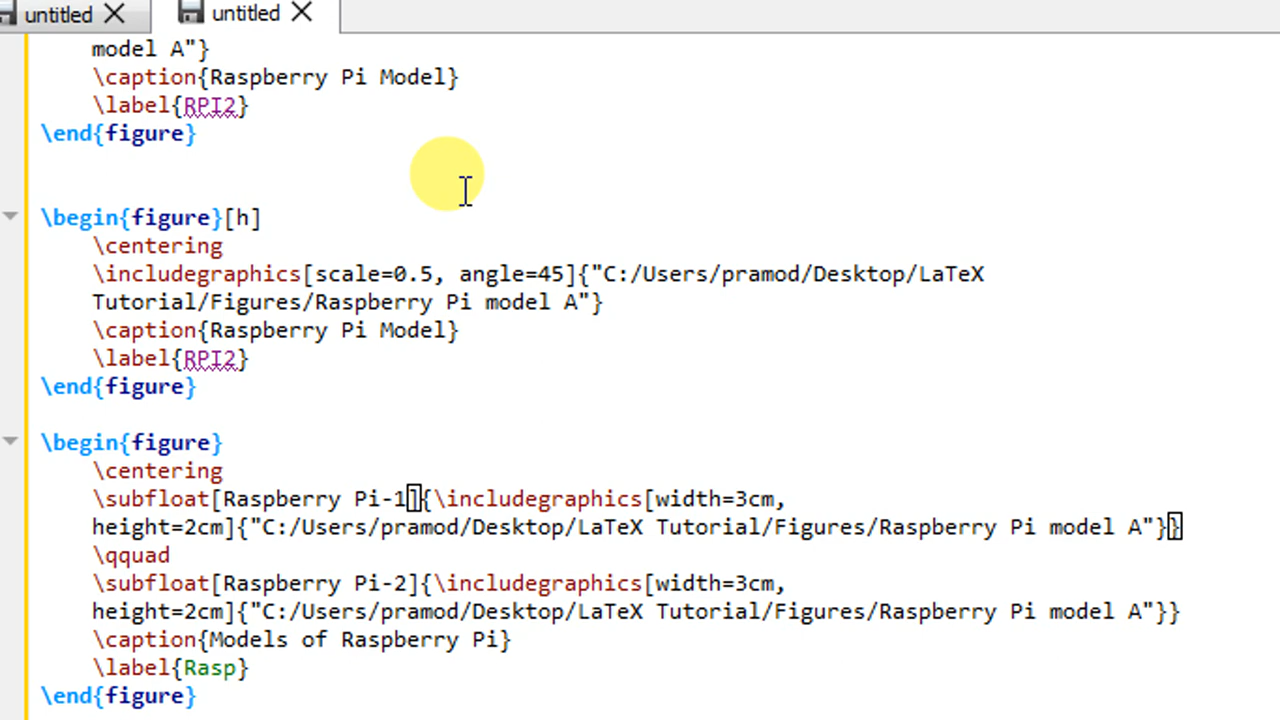 untitled
untitled
model A"}
\caption{Raspberry Pi Model}
\label{RPI2}
\end{figure}
\begin{figure}[h]
\centering
\includegraphics[scale=0.5, angle=45]{"C:/Users/pramod/Desktop/LaTeX
Tutorial/Figures/Raspberry Pi model A"}
\caption{Raspberry Pi Model}
\label{RPI2}
\end{figure}
\begin{figure}
\centering
\subfloat[Raspberry Pi-1]{\includegraphics[width=3cm,
height=2cm]{"C:/Users/pramod/Desktop/LaTeX Tutorial/Figures/Raspberry Pi model A"}}
\qquad
\subfloat[Raspberry Pi-2]{\includegraphics[width=3cm,
height=2cm]{"C:/Users/pramod/Desktop/LaTeX Tutorial/Figures/Raspberry Pi model A"}}
\caption{Models of Raspberry Pi}
\label{Rasp}
\end{figure}